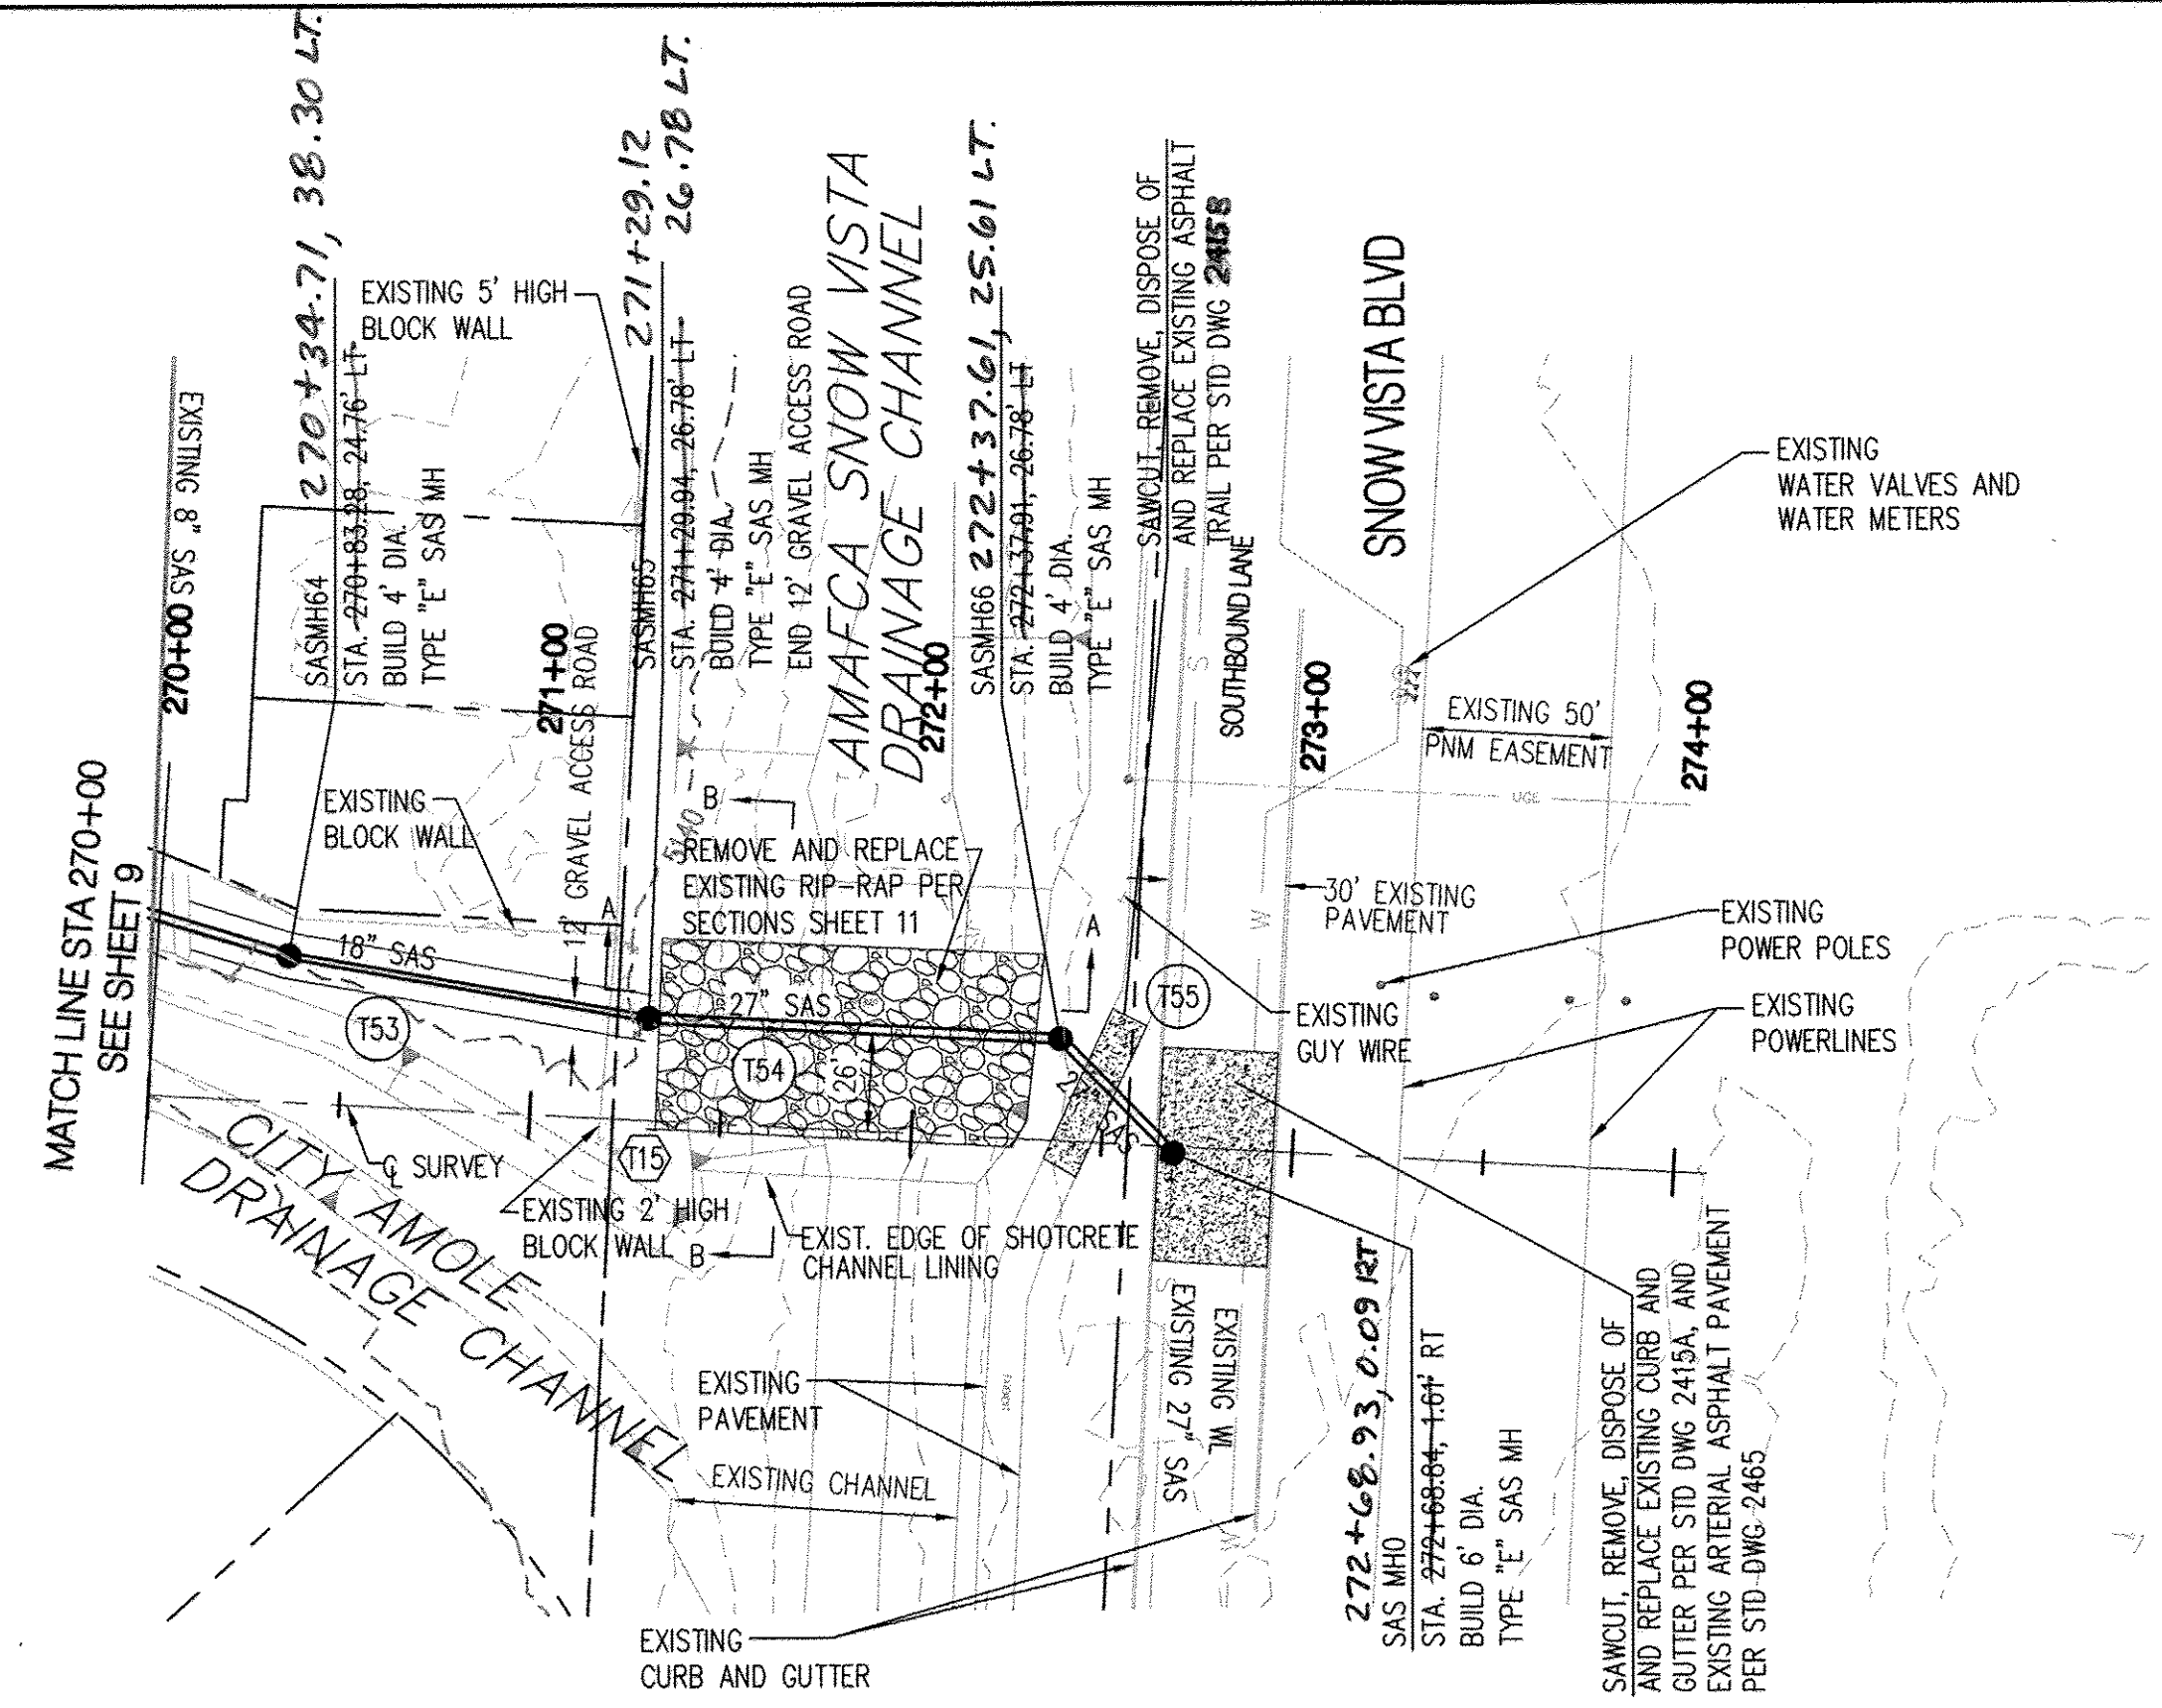 MATCH LINE STA 270+00
SEE SHEET 9
EXISTING 8" SAS
270+00
270+34.71, 38.30 LT.
SASMH64
STA. 270+83.28, 24.76' LT
BUILD 4' DIA.
TYPE "E" SAS MH
EXISTING 5' HIGH
BLOCK WALL
271+00
12' GRAVEL ACCESS ROAD
271+29.12
26.78 LT.
SASMH65
STA. 271+29.94, 26.78' LT
BUILD 4' DIA.
TYPE "E" SAS MH
END 12' GRAVEL ACCESS ROAD
AMAFCA SNOW VISTA
DRAINAGE CHANNEL
272+00
272+37.61, 25.61 LT.
SASMH66
STA. 272+37.91, 26.78' LT
BUILD 4' DIA.
TYPE "E" SAS MH
SAWCUT, REMOVE, DISPOSE OF
AND REPLACE EXISTING ASPHALT
TRAIL PER STD DWG 2415B
S
SOUTHBOUND LANE
SNOW VISTA BLVD
273+00
EXISTING
WATER VALVES AND
WATER METERS
EXISTING 50'
PNM EASEMENT
274+00
UGE
EXISTING
BLOCK WALL
5140
B
REMOVE AND REPLACE
EXISTING RIP-RAP PER
SECTIONS SHEET 11
A
A
W
30' EXISTING
PAVEMENT
EXISTING
POWER POLES
EXISTING
POWERLINES
EXISTING
GUY WIRE
18" SAS
T53
27" SAS
T54
26'
27" SAS
T55
T15
CITY AMOLE
DRAINAGE CHANNEL
℄ SURVEY
EXISTING 2' HIGH
BLOCK WALL
B
EXIST. EDGE OF SHOTCRETE
CHANNEL LINING
S
EXISTING 27" SAS
EXISTING WL
W
EXISTING
PAVEMENT
EXISTING CHANNEL
EXISTING
CURB AND GUTTER
272+68.93, 0.09 RT
SAS MH0
STA. 272+68.84, 1.61' RT
BUILD 6' DIA.
TYPE "E" SAS MH
SAWCUT, REMOVE, DISPOSE OF
AND REPLACE EXISTING CURB AND
GUTTER PER STD DWG 2415A, AND
EXISTING ARTERIAL ASPHALT PAVEMENT
PER STD DWG 2465